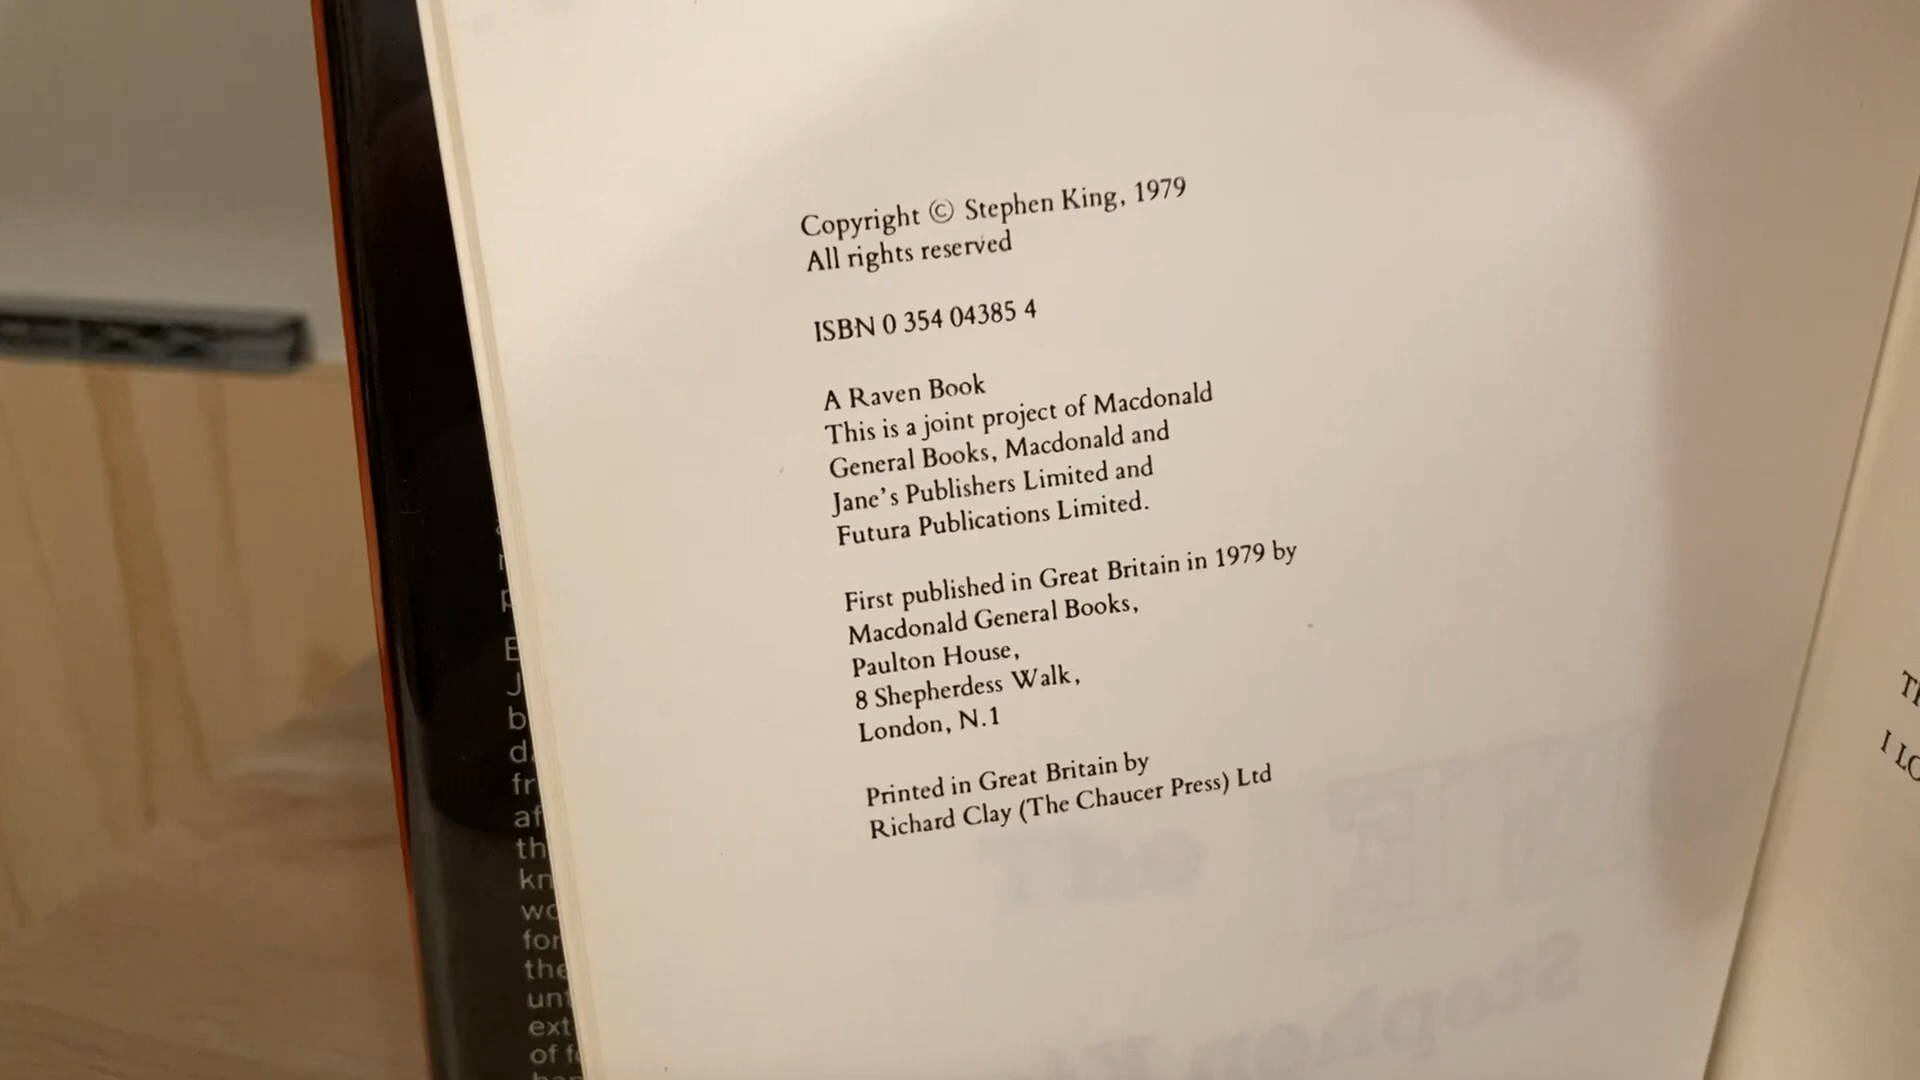 Copyright © Stephen King, 1979
All rights reserved
ISBN 0 354 04385 4
A Raven Book
This is a joint project of Macdonald
General Books, Macdonald and
Jane's Publishers Limited and
Futura Publications Limited.
First published in Great Britain in 1979 by
Macdonald General Books,
Paulton House,
8 Shepherdess Walk,
London, N.1
Printed in Great Britain by
Richard Clay (The Chaucer Press) Ltd